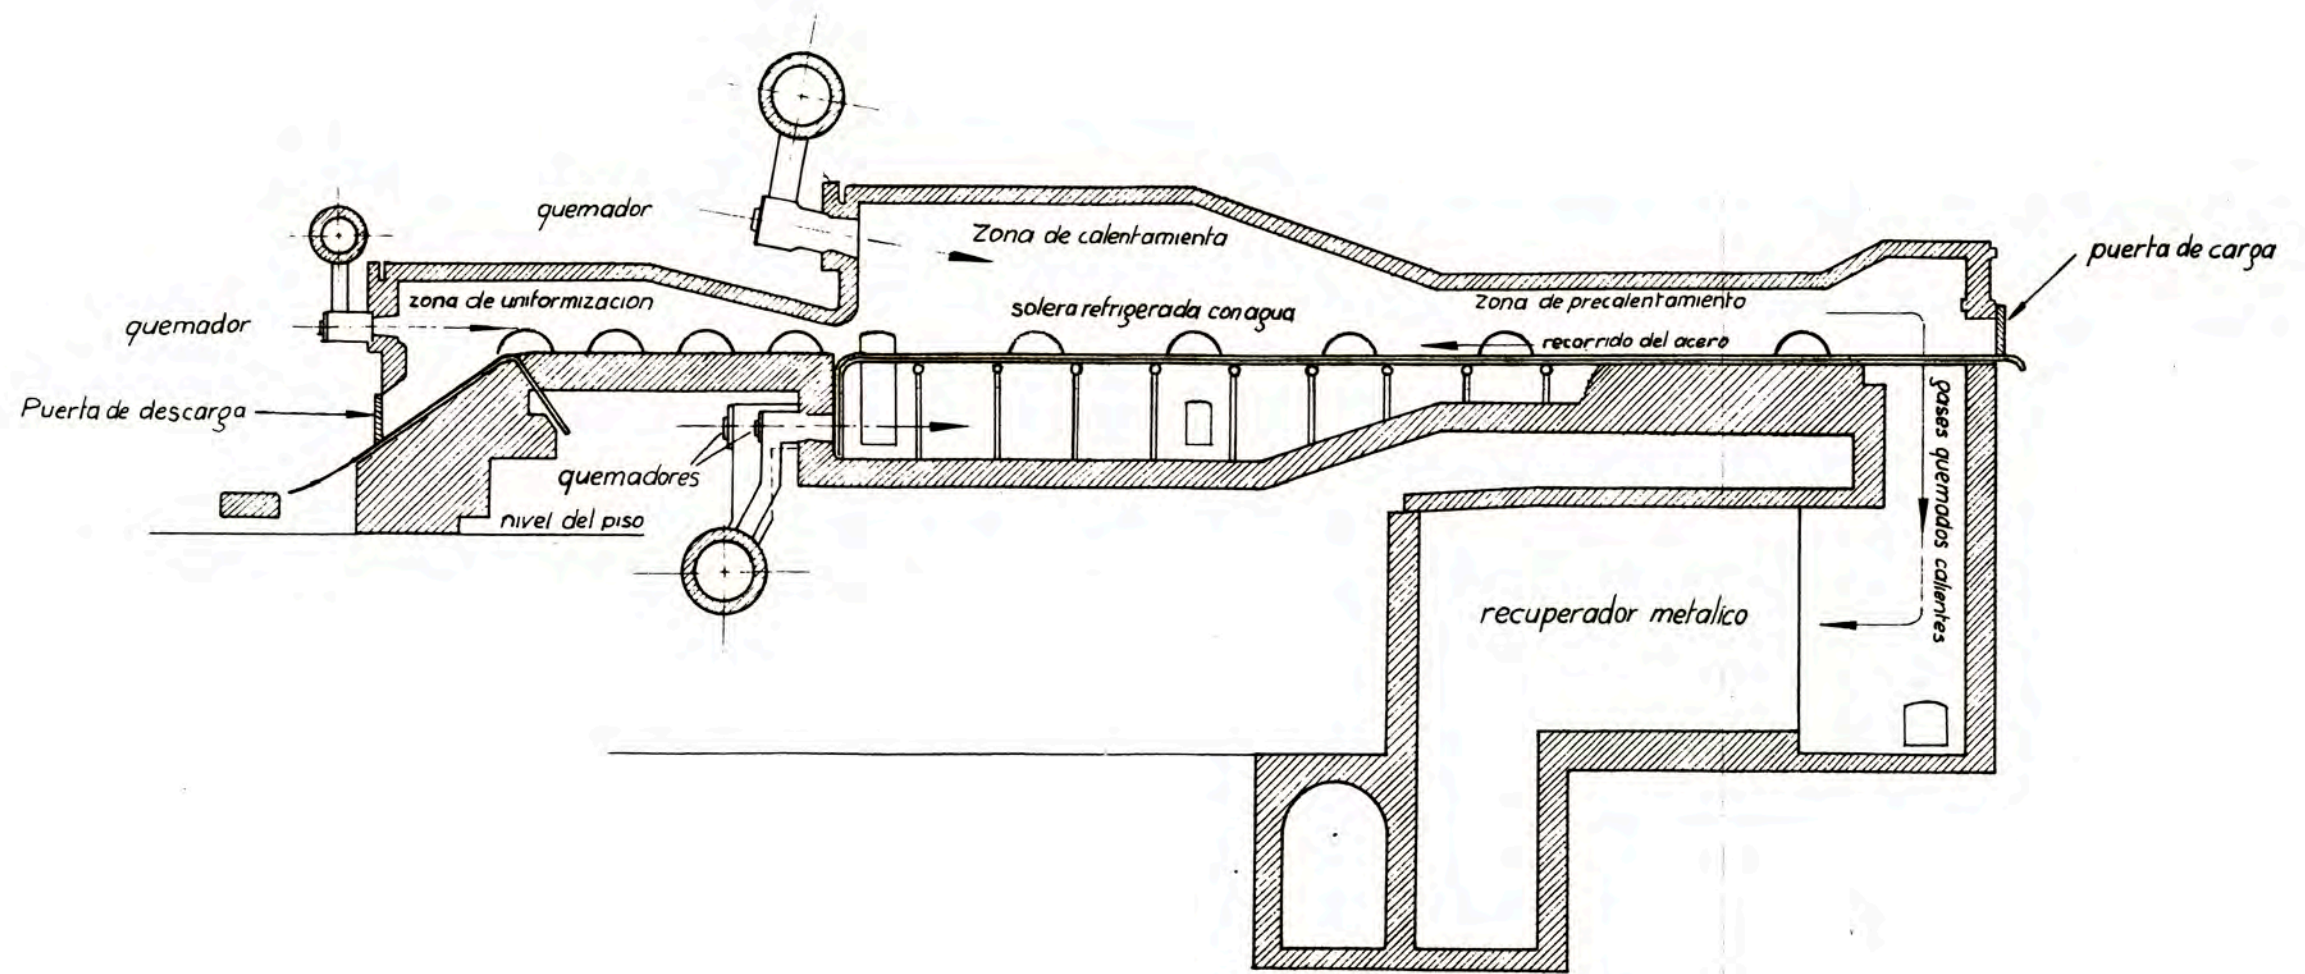 quemador
Zona de calentamienta
puerta de carga
zona de uniformizacion
zona de precalentamiento
solera refrigerada con agua
quemador
recorrido del acero
Puerta de descarga
gases quemados calientes
quemadores
nivel del piso
recuperador metalico